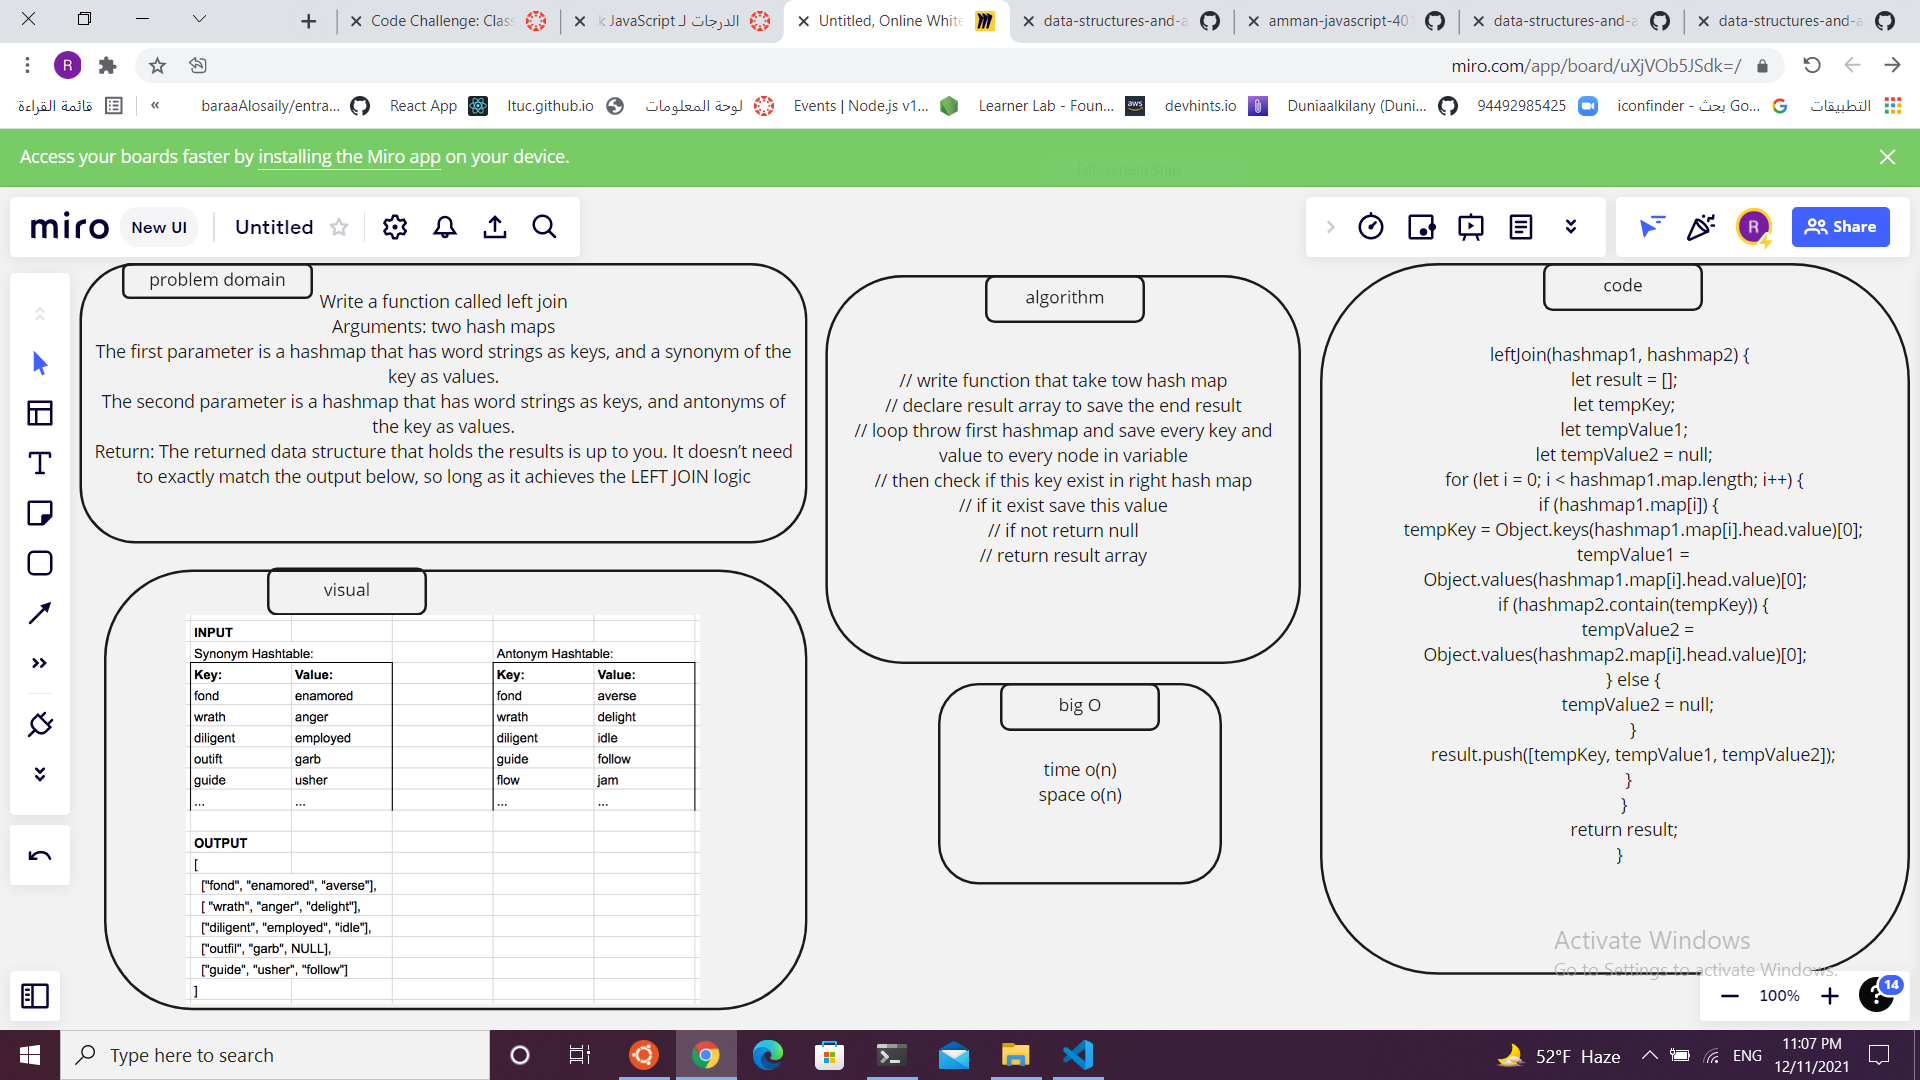 Code Challenge: Class
الدرجات لـ JavaScript k
Untitled, Online White
data-structures-and-a
amman-javascript-401
data-structures-and-a
data-structures-and-a
R
miro.com/app/board/uXjVOb5JSdk=/
قائمة القراءة
«
baraaAlosaily/entra...
React App
ltuc.github.io
لوحة المعلومات
Events | Node.js v1...
Learner Lab - Foun...
aws
devhints.io
Duniaalkilany (Duni...
94492985425
iconfinder - بحث Go...
التطبيقات
Access your boards faster by installing the Miro app on your device.
Full-screen Snip
miro
New UI
Untitled
R
Share
problem domain
Write a function called left join
Arguments: two hash maps
The first parameter is a hashmap that has word strings as keys, and a synonym of the
key as values.
The second parameter is a hashmap that has word strings as keys, and antonyms of
the key as values.
Return: The returned data structure that holds the results is up to you. It doesn’t need
to exactly match the output below, so long as it achieves the LEFT JOIN logic
visual
INPUT
Synonym Hashtable: Antonym Hashtable:
Key: Value: Key: Value:
fond enamored fond averse
wrath anger wrath delight
diligent employed diligent idle
outift garb guide follow
guide usher flow jam
... ... ... ...
OUTPUT
[
["fond", "enamored", "averse"],
[ "wrath", "anger", "delight"],
["diligent", "employed", "idle"],
["outfil", "garb", NULL],
["guide", "usher", "follow"]
]
algorithm
// write function that take tow hash map
// declare result array to save the end result
// loop throw first hashmap and save every key and
value to every node in variable
// then check if this key exist in right hash map
// if it exist save this value
// if not return null
// return result array
big O
time o(n)
space o(n)
code
leftJoin(hashmap1, hashmap2) {
let result = [];
let tempKey;
let tempValue1;
let tempValue2 = null;
for (let i = 0; i < hashmap1.map.length; i++) {
if (hashmap1.map[i]) {
tempKey = Object.keys(hashmap1.map[i].head.value)[0];
tempValue1 =
Object.values(hashmap1.map[i].head.value)[0];
if (hashmap2.contain(tempKey)) {
tempValue2 =
Object.values(hashmap2.map[i].head.value)[0];
} else {
tempValue2 = null;
}
result.push([tempKey, tempValue1, tempValue2]);
}
}
return result;
}
Activate Windows
Go to Settings to activate Windows.
100%
?
14
Type here to search
52°F Haze
ENG
11:07 PM
12/11/2021